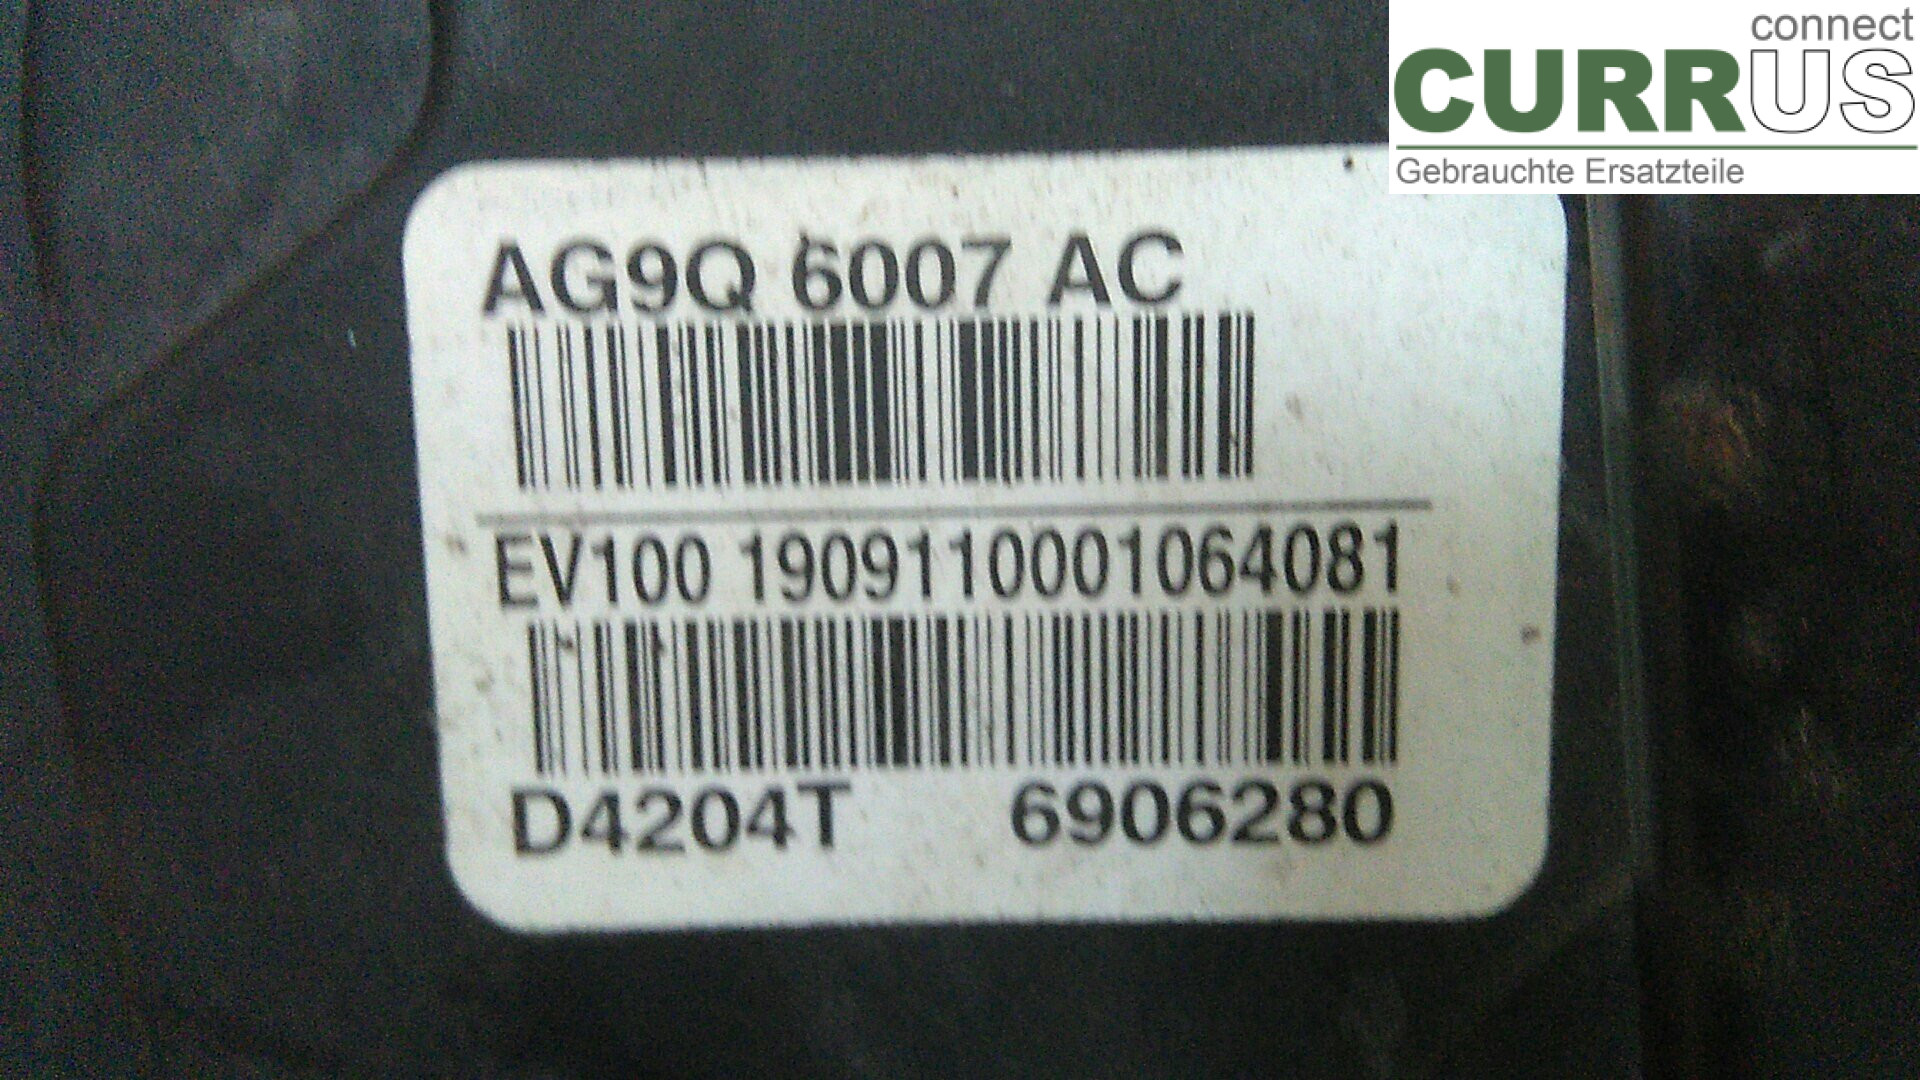 connect
CURRUS
Gebrauchte Ersatzteile
AG9Q 6007 AC
EV100 1909110001064081
D4204T 6906280